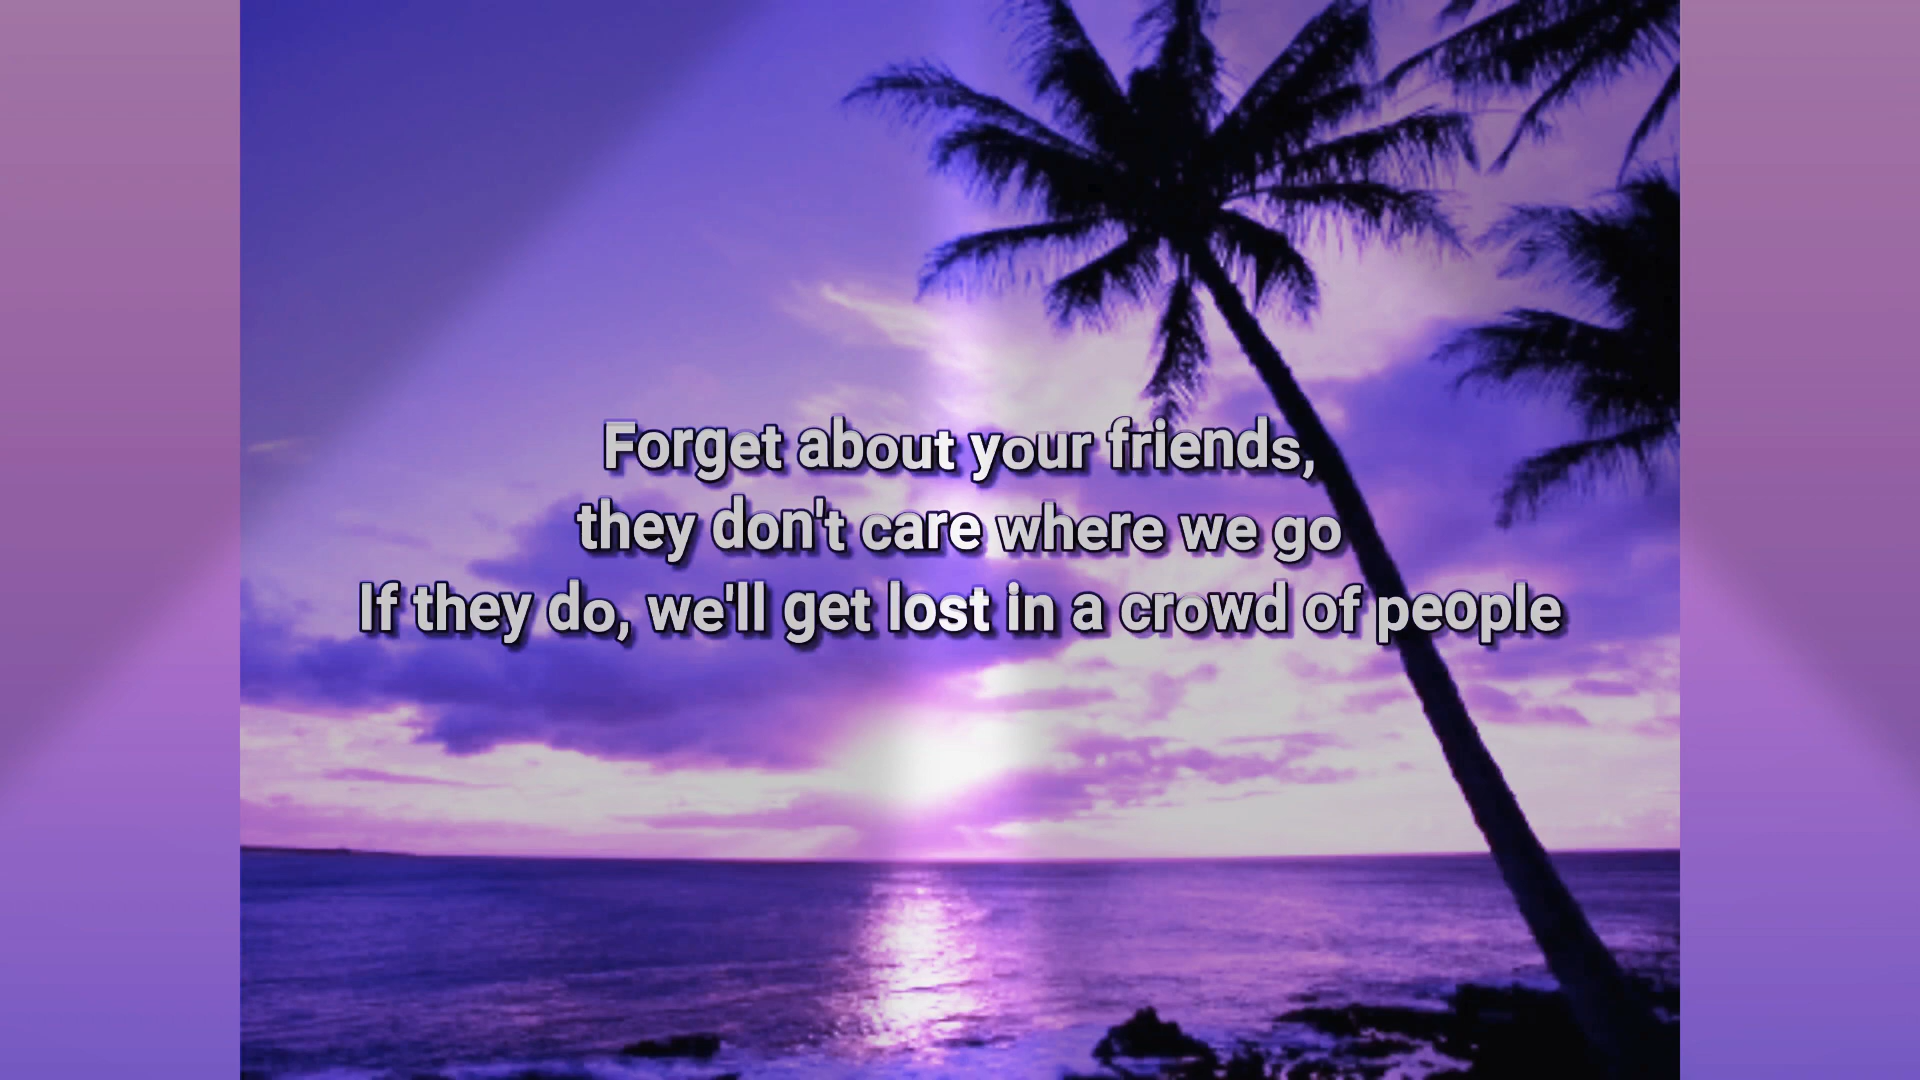 Forget about your friends,
they don't care where we go
If they do, we'll get lost in a crowd of people